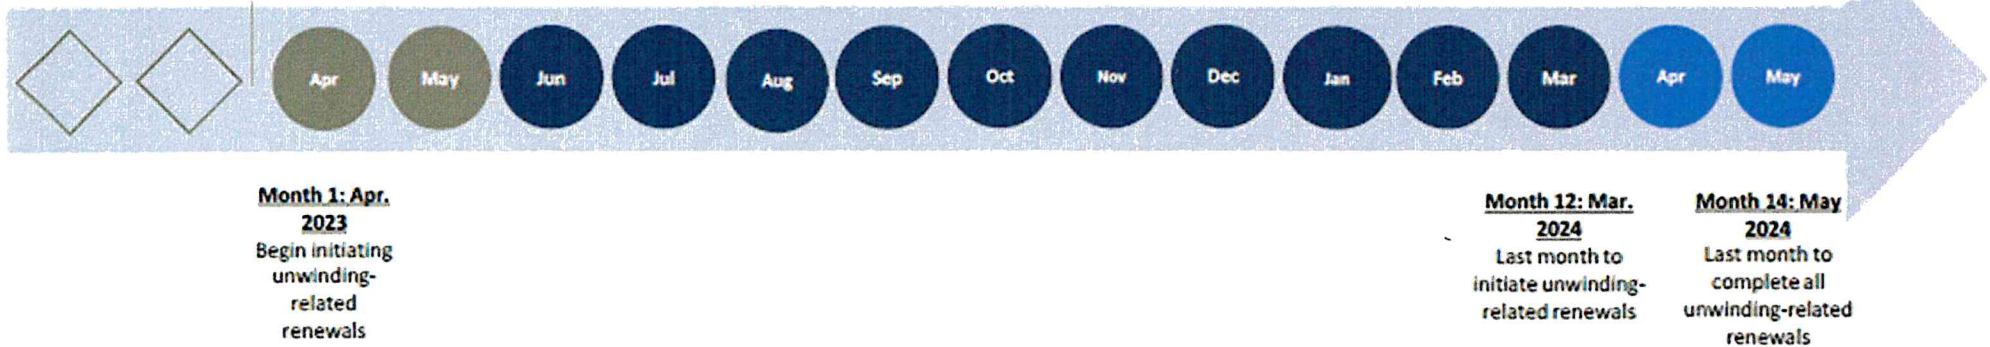 Apr May Jun Jul Aug Sep Oct Nov Dec Jan Feb Mar Apr May
Month 1: Apr.
2023
Begin initiating
unwinding-
related
renewals
Month 12: Mar.
2024
Last month to
initiate unwinding-
related renewals
Month 14: May
2024
Last month to
complete all
unwinding-related
renewals